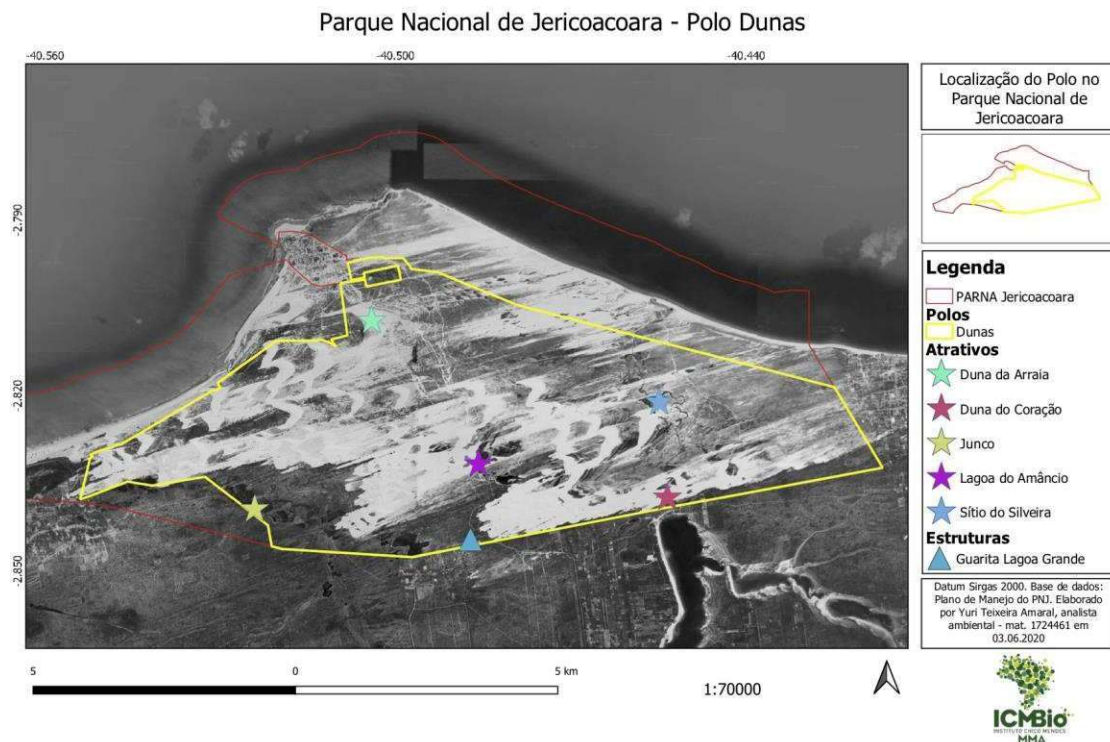 Parque Nacional de Jericoacoara - Polo Dunas
-40.560
-40.500
-40.440
-2.790
-2.820
-2.850
Localização do Polo no
Parque Nacional de
Jericoacoara
Legenda
PARNA Jericoacoara
Polos
Dunas
Atrativos
Duna da Arraia
Duna do Coração
Junco
Lagoa do Amâncio
Sítio do Silveira
Estruturas
Guarita Lagoa Grande
Datum Sirgas 2000. Base de dados:
Plano de Manejo do PNJ. Elaborado
por Yuri Teixeira Amaral, analista
ambiental - mat. 1724461 em
03.06.2020
5
0
5 km
1:70000
ICMBio
INSTITUTO CHICO MENDES
MMA